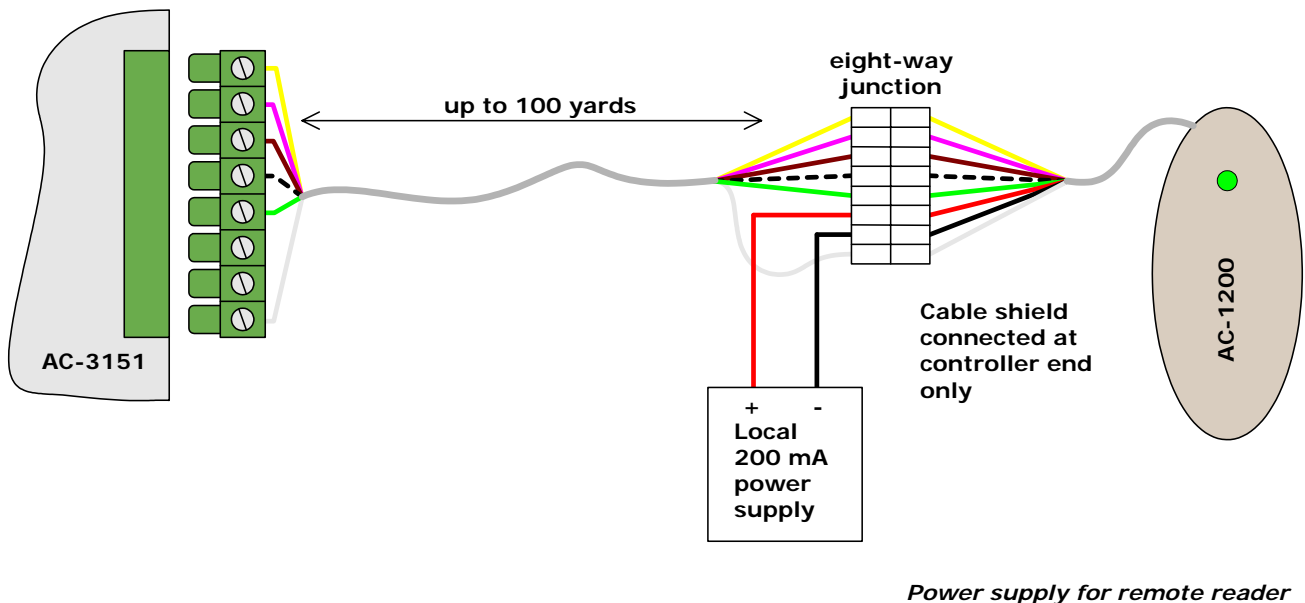 eight-way
junction
up to 100 yards
AC-3151
AC-1200
Cable shield
connected at
controller end
only
+ -
Local
200 mA
power
supply
Power supply for remote reader